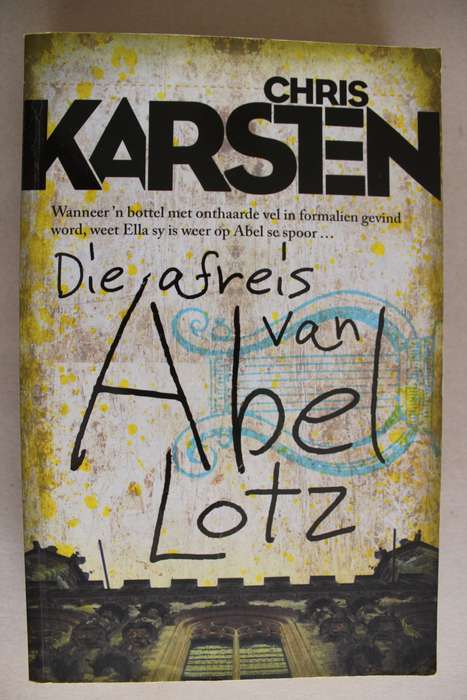 CHRIS
KARSTEN
Wanneer 'n bottel met onthaarde vel in formalien gevind
word, weet Ella sy is weer op Abel se spoor ...
Die afreis
van
Abel
Lotz